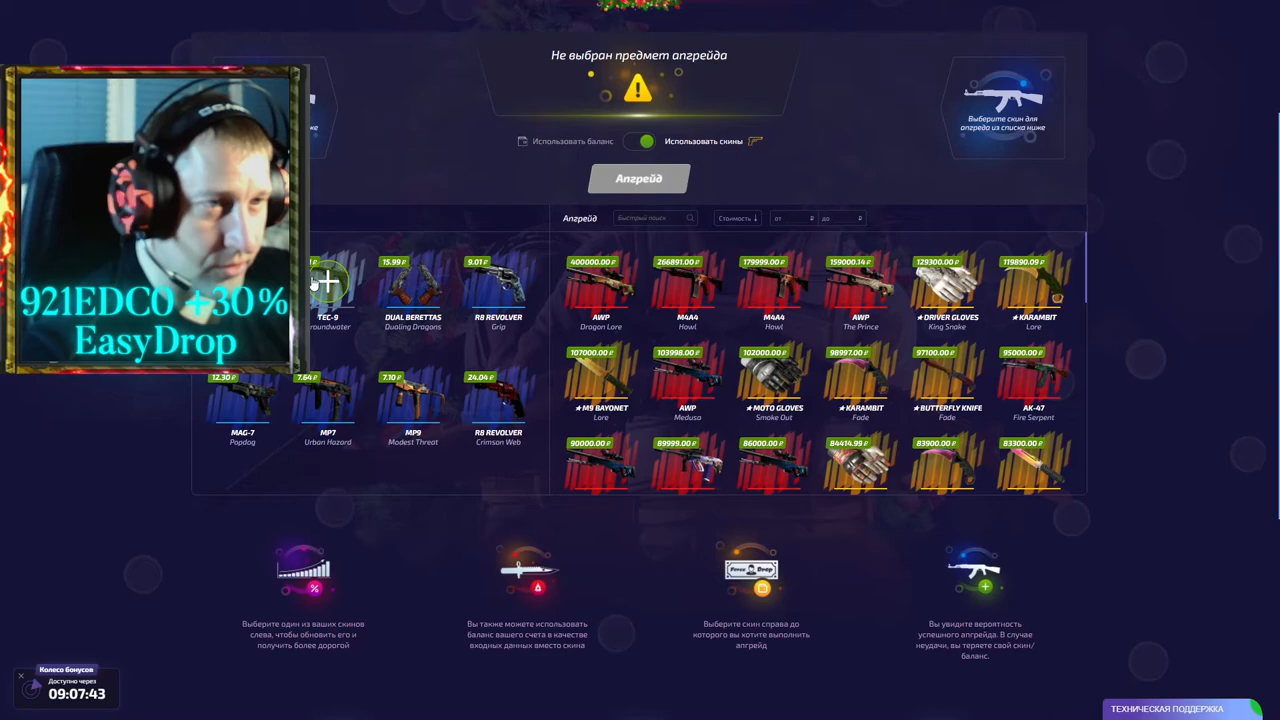 Не выбран предмет апгрейда
Использовать баланс
Использовать скины
Апгрейд
Выберите скин для
апгреда из списка ниже
921EDC0 +30%
EasyDrop
Апгрейд
Быстрый поиск
Стоимость ↓
от ₽
до ₽
TEC-9
15.99 ₽
DUAL BERETTAS
Dualing Dragons
9.01 ₽
R8 REVOLVER
Grip
12.30 ₽
MAG-7
Popdog
7.64 ₽
MP7
Urban Hazard
7.10 ₽
MP9
Modest Threat
24.04 ₽
R8 REVOLVER
Crimson Web
400000.00 ₽
AWP
Dragon Lore
266891.00 ₽
M4A4
Howl
179999.00 ₽
M4A4
Howl
159000.14 ₽
AWP
The Prince
129300.00 ₽
★ DRIVER GLOVES
King Snake
119890.09 ₽
★ KARAMBIT
Lore
107000.00 ₽
★ M9 BAYONET
Lore
103998.00 ₽
AWP
Medusa
102000.00 ₽
★ MOTO GLOVES
Smoke Out
98997.00 ₽
★ KARAMBIT
Fade
97100.00 ₽
★ BUTTERFLY KNIFE
Fade
95000.00 ₽
AK-47
Fire Serpent
90000.00 ₽
89999.00 ₽
86000.00 ₽
84414.99 ₽
83900.00 ₽
83300.00 ₽
Выберите один из ваших скинов
слева, чтобы обновить его и
получить более дорогой
Вы также можете использовать
баланс вашего счета в качестве
входных данных вместо скина
Force Drop
Выберите скин справа до
которого вы хотите выполнить
апгрейд
Вы увидите вероятность
успешного апгрейда. В случае
неудачи, вы теряете свой скин/
баланс.
Колесо бонусов
Доступно через
09:07:43
ТЕХНИЧЕСКАЯ ПОДДЕРЖКА